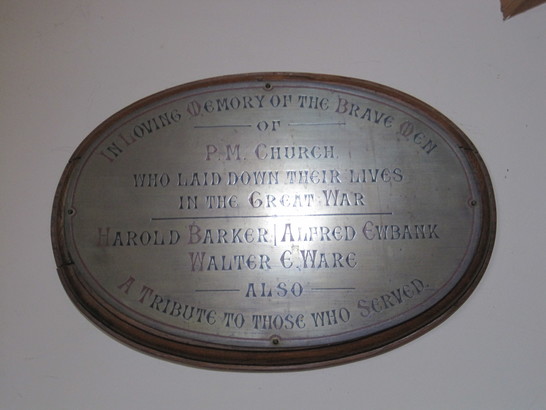 In Loving Memory of the Brave Men
of
P.M. Church
who laid down their lives
in the Great War
Harold Barker | Alfred Ewbank
Walter E. Ware
also
A Tribute to those who Served.